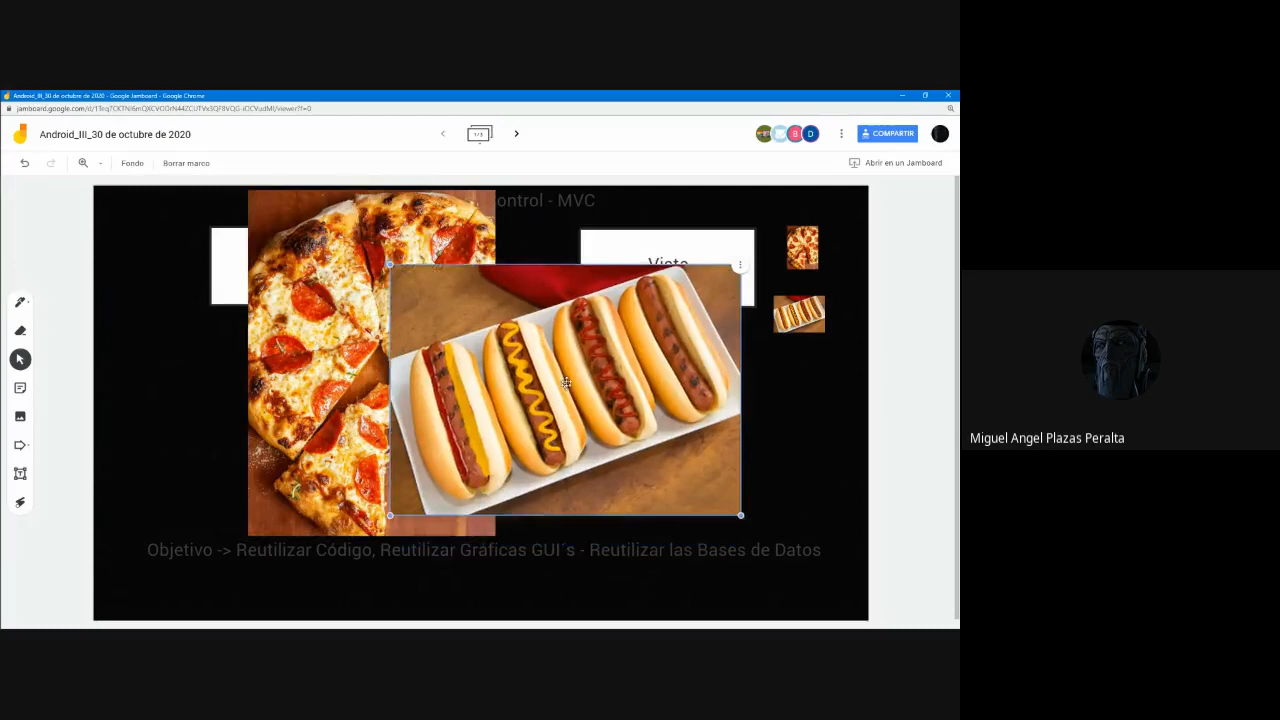 Android_III_30 de octubre de 2020 - Google Jamboard - Google Chrome
Android_III_30 de octubre de 2020
1/3
B
D
COMPARTIR
Fondo
Borrar marco
Abrir en un Jamboard
ontrol - MVC
Vista
Objetivo -> Reutilizar Código, Reutilizar Gráficas GUI´s - Reutilizar las Bases de Datos
Miguel Angel Plazas Peralta